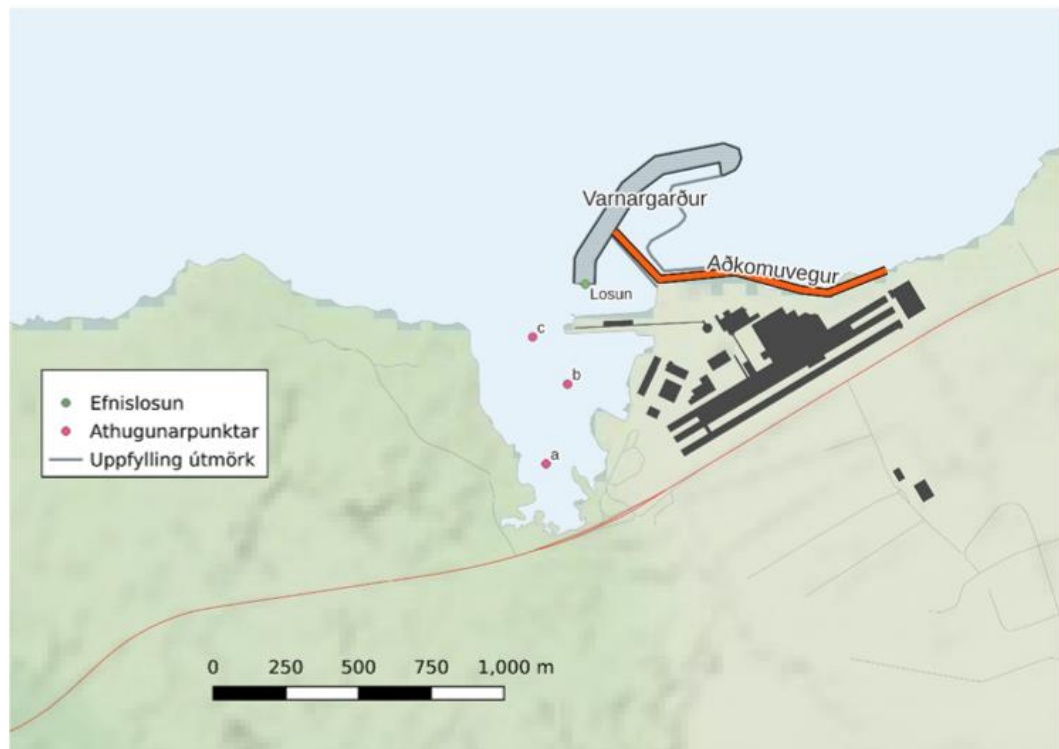 Varnargarður
Aðkomuvegur
Losun
c
b
a
Efnislosun
Athugunarpunktar
Uppfylling útmörk
0 250 500 750 1,000 m